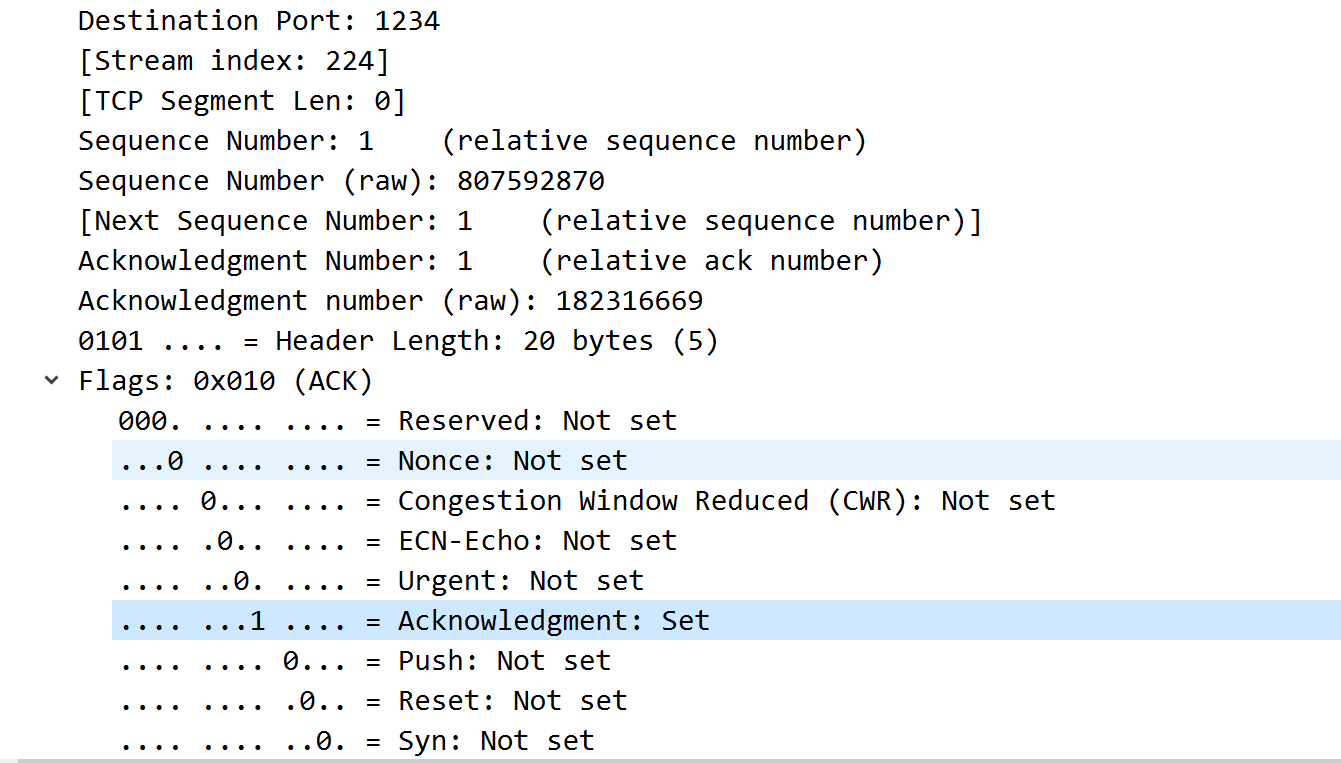 Destination Port: 1234
[Stream index: 224]
[TCP Segment Len: 0]
Sequence Number: 1    (relative sequence number)
Sequence Number (raw): 807592870
[Next Sequence Number: 1    (relative sequence number)]
Acknowledgment Number: 1    (relative ack number)
Acknowledgment number (raw): 182316669
0101 .... = Header Length: 20 bytes (5)
Flags: 0x010 (ACK)
000. .... .... = Reserved: Not set
...0 .... .... = Nonce: Not set
.... 0... .... = Congestion Window Reduced (CWR): Not set
.... .0.. .... = ECN-Echo: Not set
.... ..0. .... = Urgent: Not set
.... ...1 .... = Acknowledgment: Set
.... .... 0... = Push: Not set
.... .... .0.. = Reset: Not set
.... .... ..0. = Syn: Not set